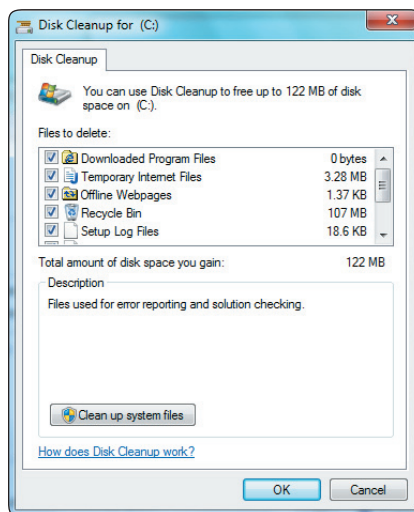 Disk Cleanup for (C:)
Disk Cleanup
You can use Disk Cleanup to free up to 122 MB of disk
space on (C:).
Files to delete:
Downloaded Program Files 0 bytes
Temporary Internet Files 3.28 MB
Offline Webpages 1.37 KB
Recycle Bin 107 MB
Setup Log Files 18.6 KB
Total amount of disk space you gain: 122 MB
Description
Files used for error reporting and solution checking.
Clean up system files
How does Disk Cleanup work?
OK Cancel